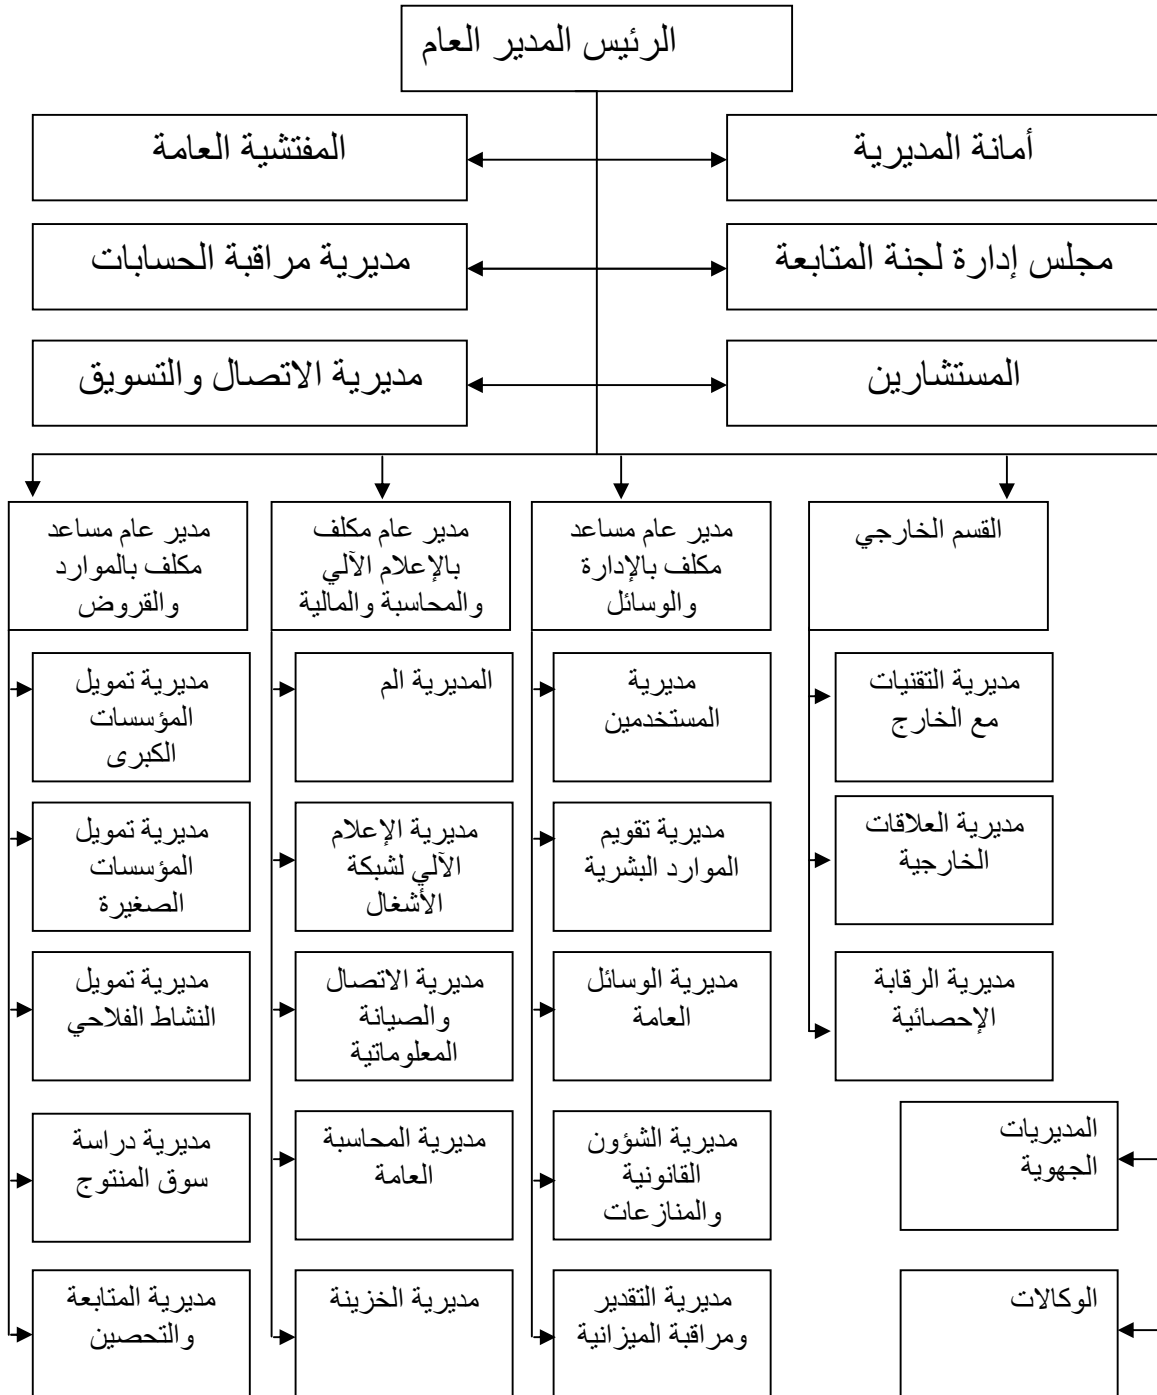 الرئيس المدير العام
أمانة المديرية
المفتشية العامة
مجلس إدارة لجنة المتابعة
مديرية مراقبة الحسابات
المستشارين
مديرية الاتصال والتسويق
القسم الخارجي
مدير عام مساعد
مكلف بالإدارة
والوسائل
مدير عام مكلف
بالإعلام الآلي
والمحاسبة والمالية
مدير عام مساعد
مكلف بالموارد
والقروض
مديرية التقنيات
مع الخارج
مديرية
المستخدمين
المديرية الم
مديرية تمويل
المؤسسات
الكبرى
مديرية العلاقات
الخارجية
مديرية تقويم
الموارد البشرية
مديرية الإعلام
الآلي لشبكة
الأشغال
مديرية تمويل
المؤسسات
الصغيرة
مديرية الرقابة
الإحصائية
مديرية الوسائل
العامة
مديرية الاتصال
والصيانة
المعلوماتية
مديرية تمويل
النشاط الفلاحي
المديريات
الجهوية
مديرية الشؤون
القانونية
والمنازعات
مديرية المحاسبة
العامة
مديرية دراسة
سوق المنتوج
الوكالات
مديرية التقدير
ومراقبة الميزانية
مديرية الخزينة
مديرية المتابعة
والتحصين